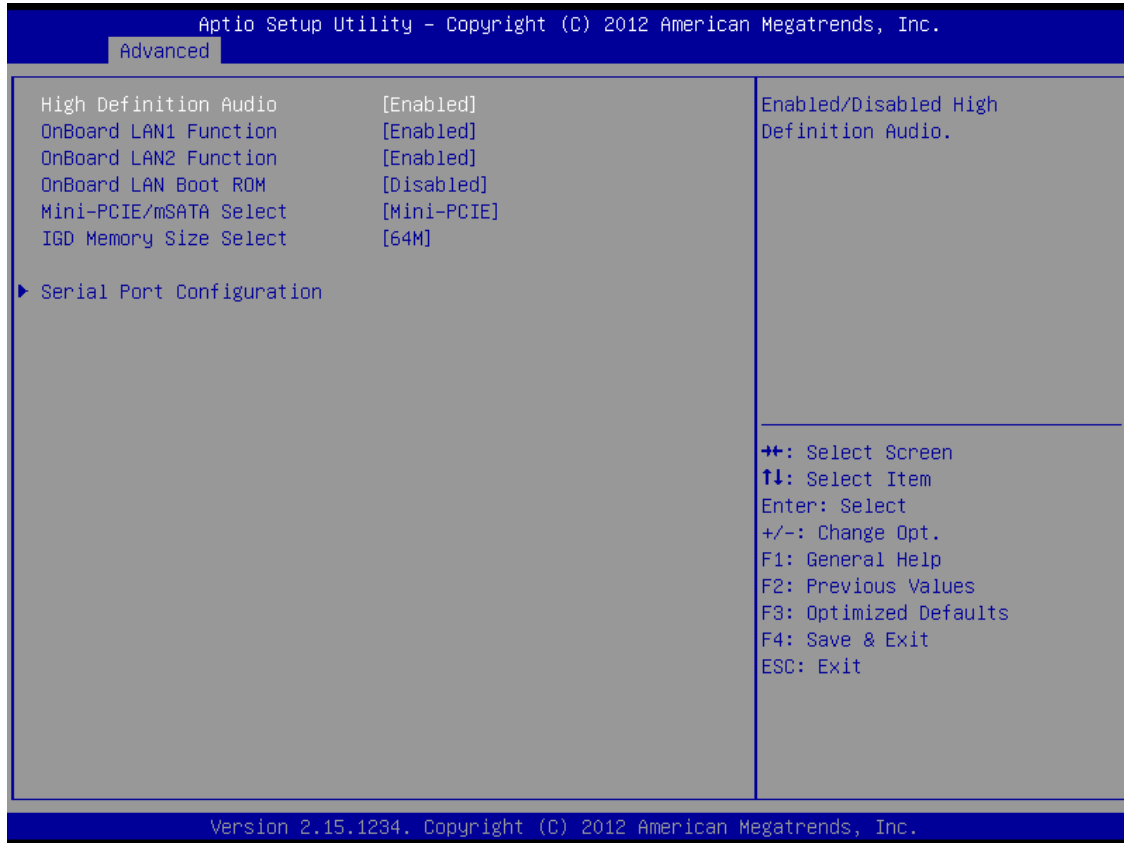 Aptio Setup Utility – Copyright (C) 2012 American Megatrends, Inc.
Advanced
High Definition Audio [Enabled]
OnBoard LAN1 Function [Enabled]
OnBoard LAN2 Function [Enabled]
OnBoard LAN Boot ROM [Disabled]
Mini-PCIE/mSATA Select [Mini-PCIE]
IGD Memory Size Select [64M]
▶ Serial Port Configuration
Enabled/Disabled High
Definition Audio.
→←: Select Screen
↑↓: Select Item
Enter: Select
+/-: Change Opt.
F1: General Help
F2: Previous Values
F3: Optimized Defaults
F4: Save & Exit
ESC: Exit
Version 2.15.1234. Copyright (C) 2012 American Megatrends, Inc.